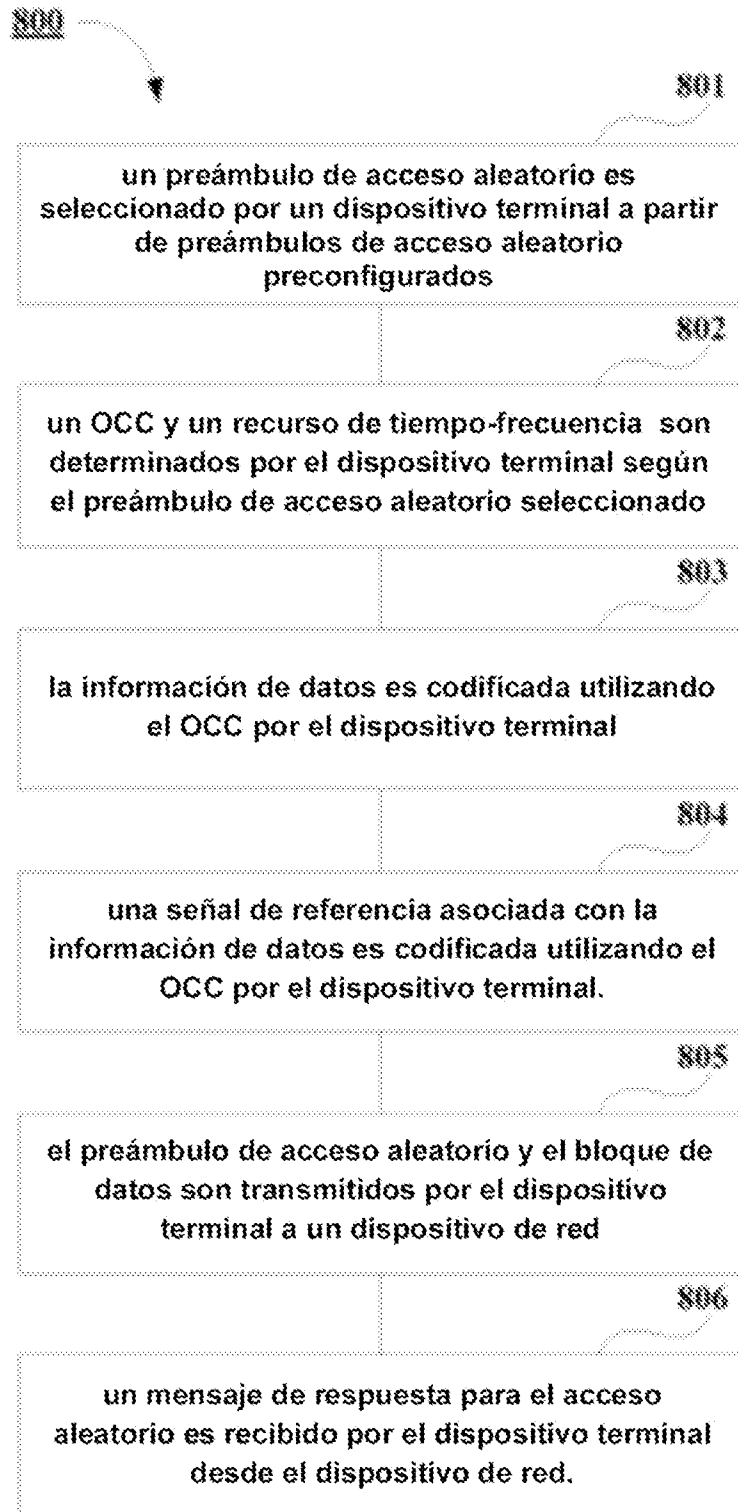 800
801
un preámbulo de acceso aleatorio es
seleccionado por un dispositivo terminal a partir
de preámbulos de acceso aleatorio
preconfigurados
802
un OCC y un recurso de tiempo-frecuencia son
determinados por el dispositivo terminal según
el preámbulo de acceso aleatorio seleccionado
803
la información de datos es codificada utilizando
el OCC por el dispositivo terminal
804
una señal de referencia asociada con la
información de datos es codificada utilizando el
OCC por el dispositivo terminal.
805
el preámbulo de acceso aleatorio y el bloque de
datos son transmitidos por el dispositivo
terminal a un dispositivo de red
806
un mensaje de respuesta para el acceso
aleatorio es recibido por el dispositivo terminal
desde el dispositivo de red.